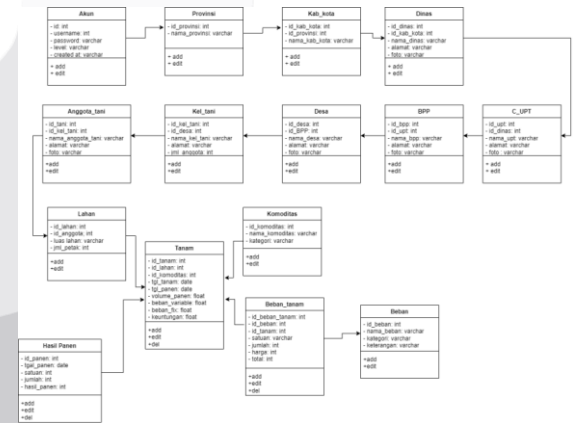 Akun
- id: int
- username: int
- password: varchar
- level: varchar
- created at: varchar
+ add
+ edit
Provinsi
- id_provinsi: int
- nama_provinsi: varchar
+ add
+ edit
Kab_kota
- id_kab_kota: int
- id_provinsi: int
- nama_kab_kota: varchar
+ add
+ edit
Dinas
- id_dinas: int
- id_kab_kota: int
- nama_dinas: varchar
- alamat: varchar
- foto: varchar
+ add
+ edit
Anggota_tani
- id_tani: int
- id_kel_tani: int
- nama_anggota_tani: varchar
- alamat: varchar
- foto: varchar
+add
+edit
Kel_tani
- id_kel_tani: int
- id_desa: int
- nama_kel_tani: varchar
- alamat: varchar
- jml_anggota: int
+add
+edit
Desa
- id_desa: int
- id_BPP: int
- nama_desa: varchar
- alamat: varchar
- foto: varchar
+add
+edit
BPP
- id_bpp: int
- id_upt: int
- nama_bpp: varchar
- alamat: varchar
- foto: varchar
+add
+edit
C_UPT
- id_upt: int
- id_dinas: int
- nama_upt: varchar
- alamat: varchar
- foto : varchar
+ add
+ edit
Lahan
- id_lahan: int
- id_anggota: int
- luas lahan: varchar
- jml_petak: int
+add
+edit
Tanam
- id_tanam: int
- id_lahan: int
- id_komoditas: int
- tgl_tanam: date
- tgl_panen: date
- volume_panen: float
- beban_variable: float
- beban_fix: float
- keuntungan: float
+add
+edit
+del
Komoditas
- id_komoditas: int
- nama_komoditas: varchar
- kategori: varchar
+add
+edit
Beban_tanam
- id_beban_tanam: int
- id_beban: int
- id_tanam: int
- satuan: varchar
- jumlah: int
- harga: int
- total: int
+add
+edit
+del
Beban
- id_beban: int
- nama_beban: varchar
- kategori: varchar
- keterangan: varchar
+add
+edit
Hasil Panen
- id_panen: int
- tgal_panen: date
- satuan: int
- jumlah: int
- hasil_panen: int
+add
+edit
+del